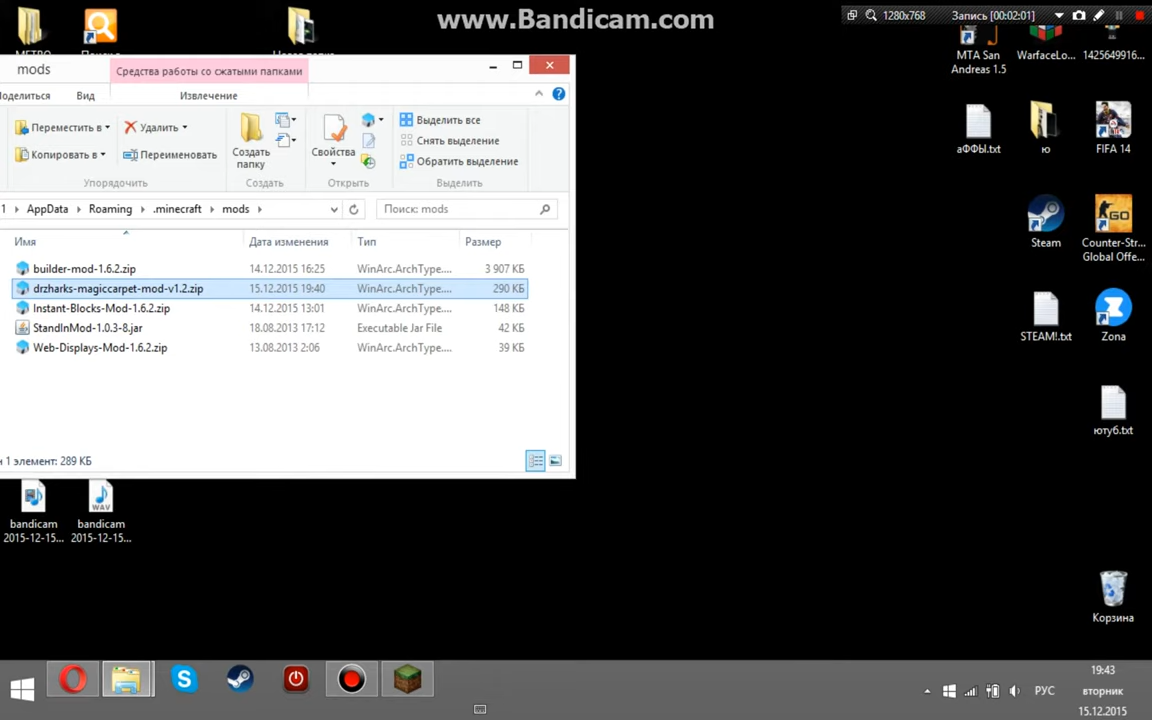 www.Bandicam.com
1280x768 Запись [00:02:01]
mods
Средства работы со сжатыми папками
Поделиться Вид Извлечение
Переместить в
Копировать в
Удалить
Переименовать
Создать
папку
Свойства
Выделить все
Снять выделение
Обратить выделение
Упорядочить Создать Открыть Выделить
1 AppData Roaming .minecraft mods
Поиск: mods
Имя Дата изменения Тип Размер
builder-mod-1.6.2.zip 14.12.2015 16:25 WinArc.ArchType.... 3 907 КБ
drzharks-magiccarpet-mod-v1.2.zip 15.12.2015 19:40 WinArc.ArchType.... 290 КБ
Instant-Blocks-Mod-1.6.2.zip 14.12.2015 13:01 WinArc.ArchType.... 148 КБ
StandInMod-1.0.3-8.jar 18.08.2013 17:12 Executable Jar File 42 КБ
Web-Displays-Mod-1.6.2.zip 13.08.2013 2:06 WinArc.ArchType.... 39 КБ
н 1 элемент: 289 КБ
MTA San
Andreas 1.5
WarfaceLo...
1425649916...
аФФЫ.txt
ю
FIFA 14
Steam
Counter-Str...
Global Offe...
GO
STEAM!.txt
Zona
ютуб.txt
bandicam
2015-12-15...
WAV
bandicam
2015-12-15...
Корзина
РУС
19:43
вторник
15.12.2015